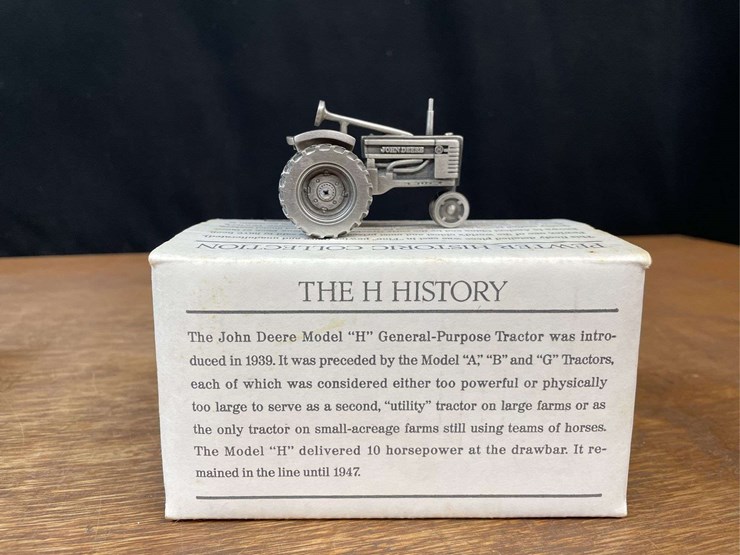 JOHN DEERE
PEWTER HISTORIC COLLECTION
THE H HISTORY
The John Deere Model “H” General-Purpose Tractor was intro-
duced in 1939. It was preceded by the Model “A,” “B” and “G” Tractors,
each of which was considered either too powerful or physically
too large to serve as a second, “utility” tractor on large farms or as
the only tractor on small-acreage farms still using teams of horses.
The Model “H” delivered 10 horsepower at the drawbar. It re-
mained in the line until 1947.